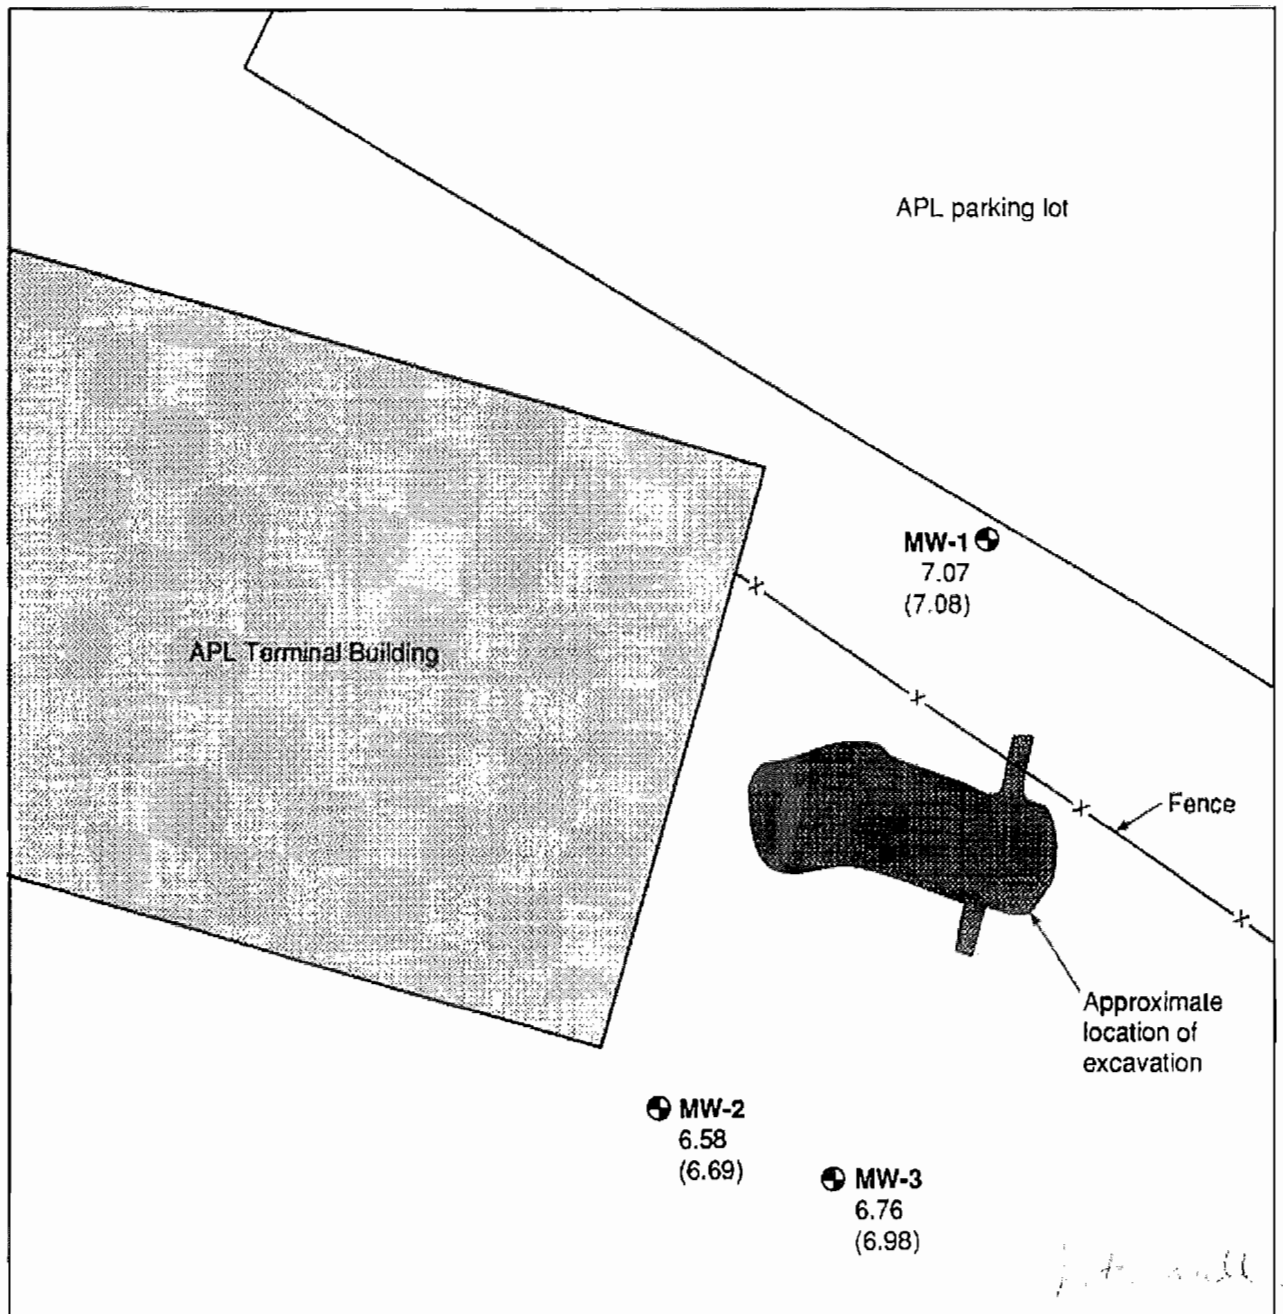 APL parking lot
MW-1
7.07
(7.08)
APL Terminal Building
Fence
Approximate
location of
excavation
MW-2
6.58
(6.69)
MW-3
6.76
(6.98)